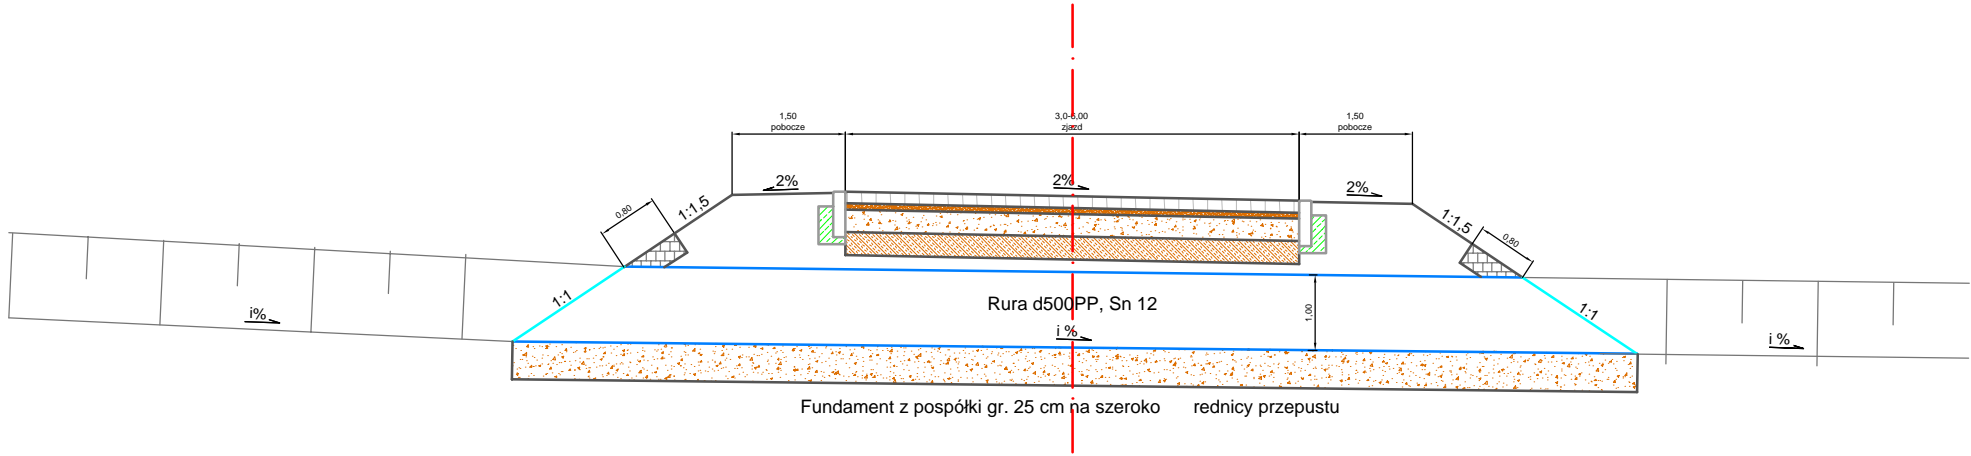 1,50
pobocze
3,0-5,00
zjazd
1,50
pobocze
2%
2%
2%
0,80
1:1,5
1:1,5
0,80
1:1
1:1
Rura d500PP, Sn 12
1,00
i%
i %
i %
Fundament z pospółki gr. 25 cm na szeroko rednicy przepustu